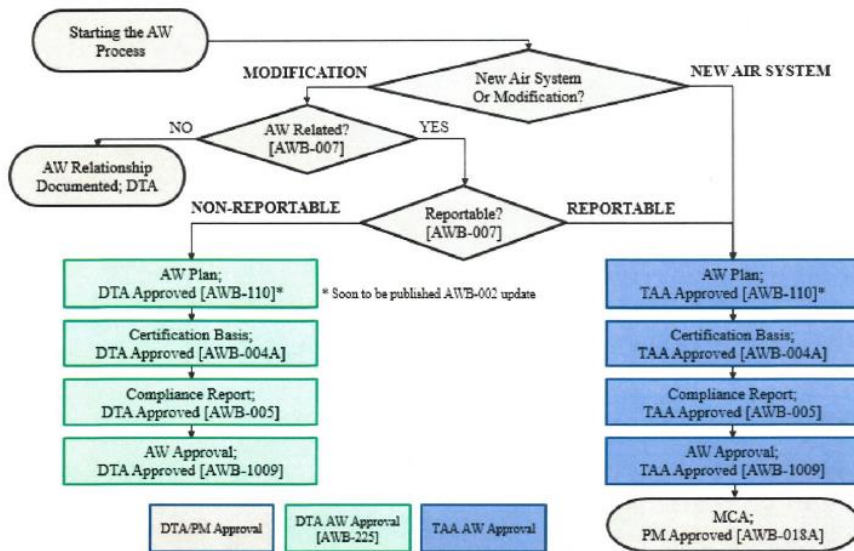 Starting the AW
Process
MODIFICATION
New Air System
Or Modification?
NEW AIR SYSTEM
NO
AW Related?
[AWB-007]
YES
AW Relationship
Documented; DTA
NON-REPORTABLE
Reportable?
[AWB-007]
REPORTABLE
AW Plan;
DTA Approved [AWB-110]*
* Soon to be published AWB-002 update
AW Plan;
TAA Approved [AWB-110]*
Certification Basis;
DTA Approved [AWB-004A]
Certification Basis;
TAA Approved [AWB-004A]
Compliance Report;
DTA Approved [AWB-005]
Compliance Report;
TAA Approved [AWB-005]
AW Approval;
DTA Approved [AWB-1009]
AW Approval;
TAA Approved [AWB-1009]
DTA/PM Approval
DTA AW Approval
[AWB-225]
TAA AW Approval
MCA;
PM Approved [AWB-018A]